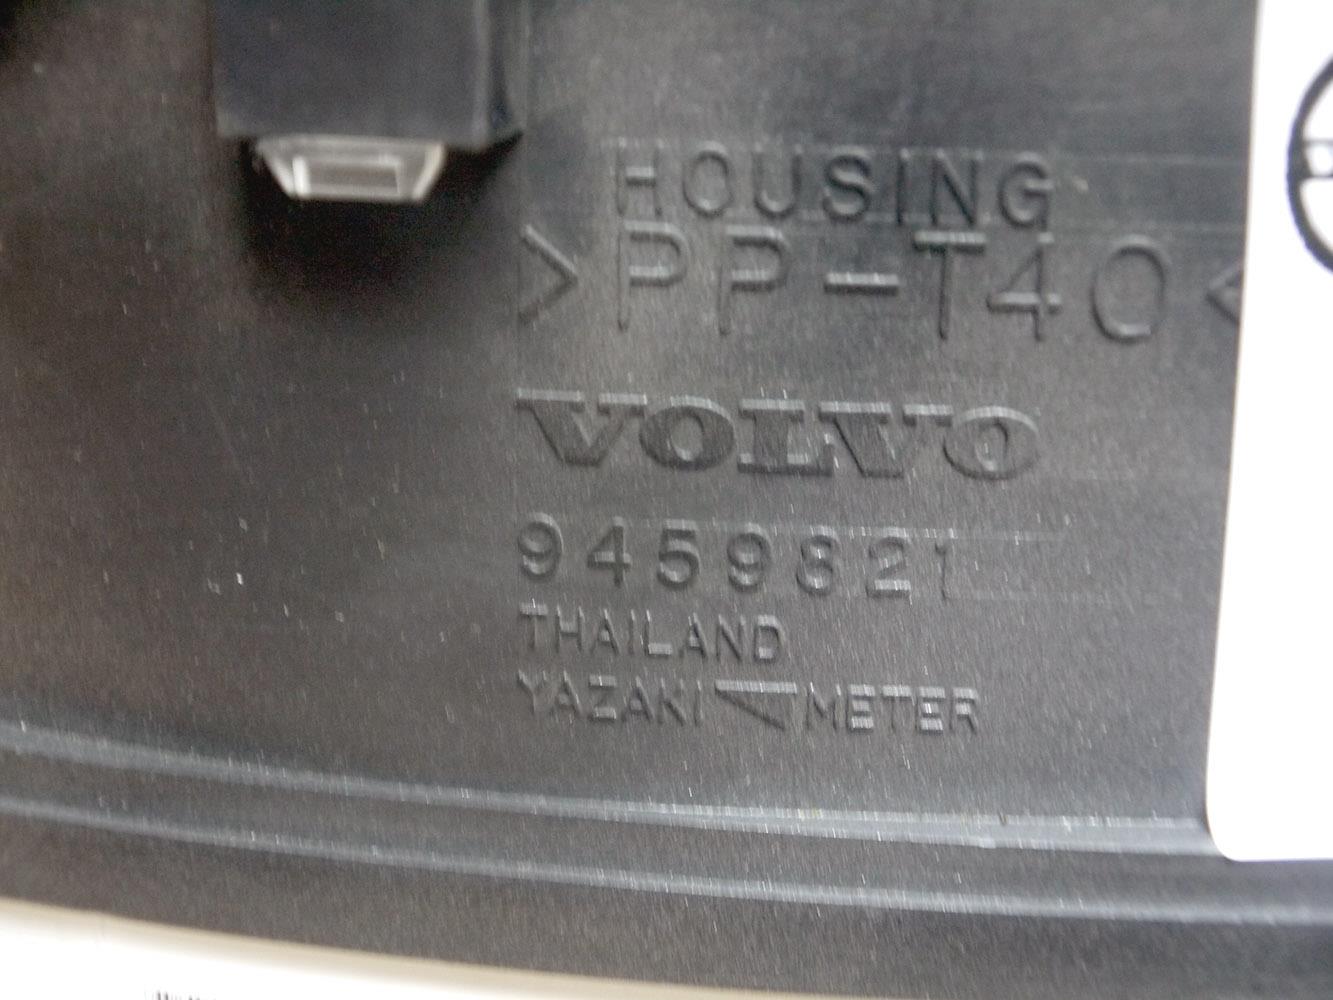 HOUSING
>PP-T40<
VOLVO
9459821
THAILAND
YAZAKI METER